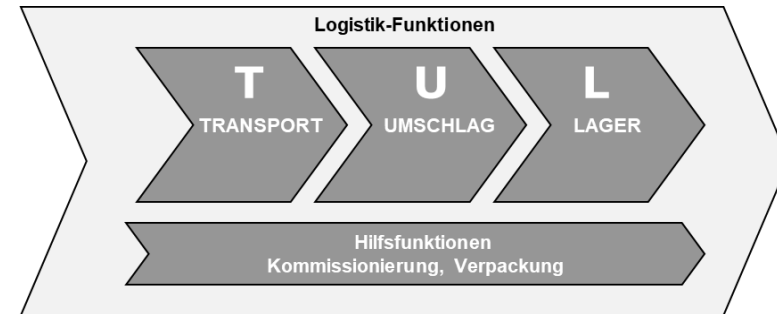 Logistik-Funktionen
T U L
TRANSPORT UMSCHLAG LAGER
Hilfsfunktionen
Kommissionierung, Verpackung